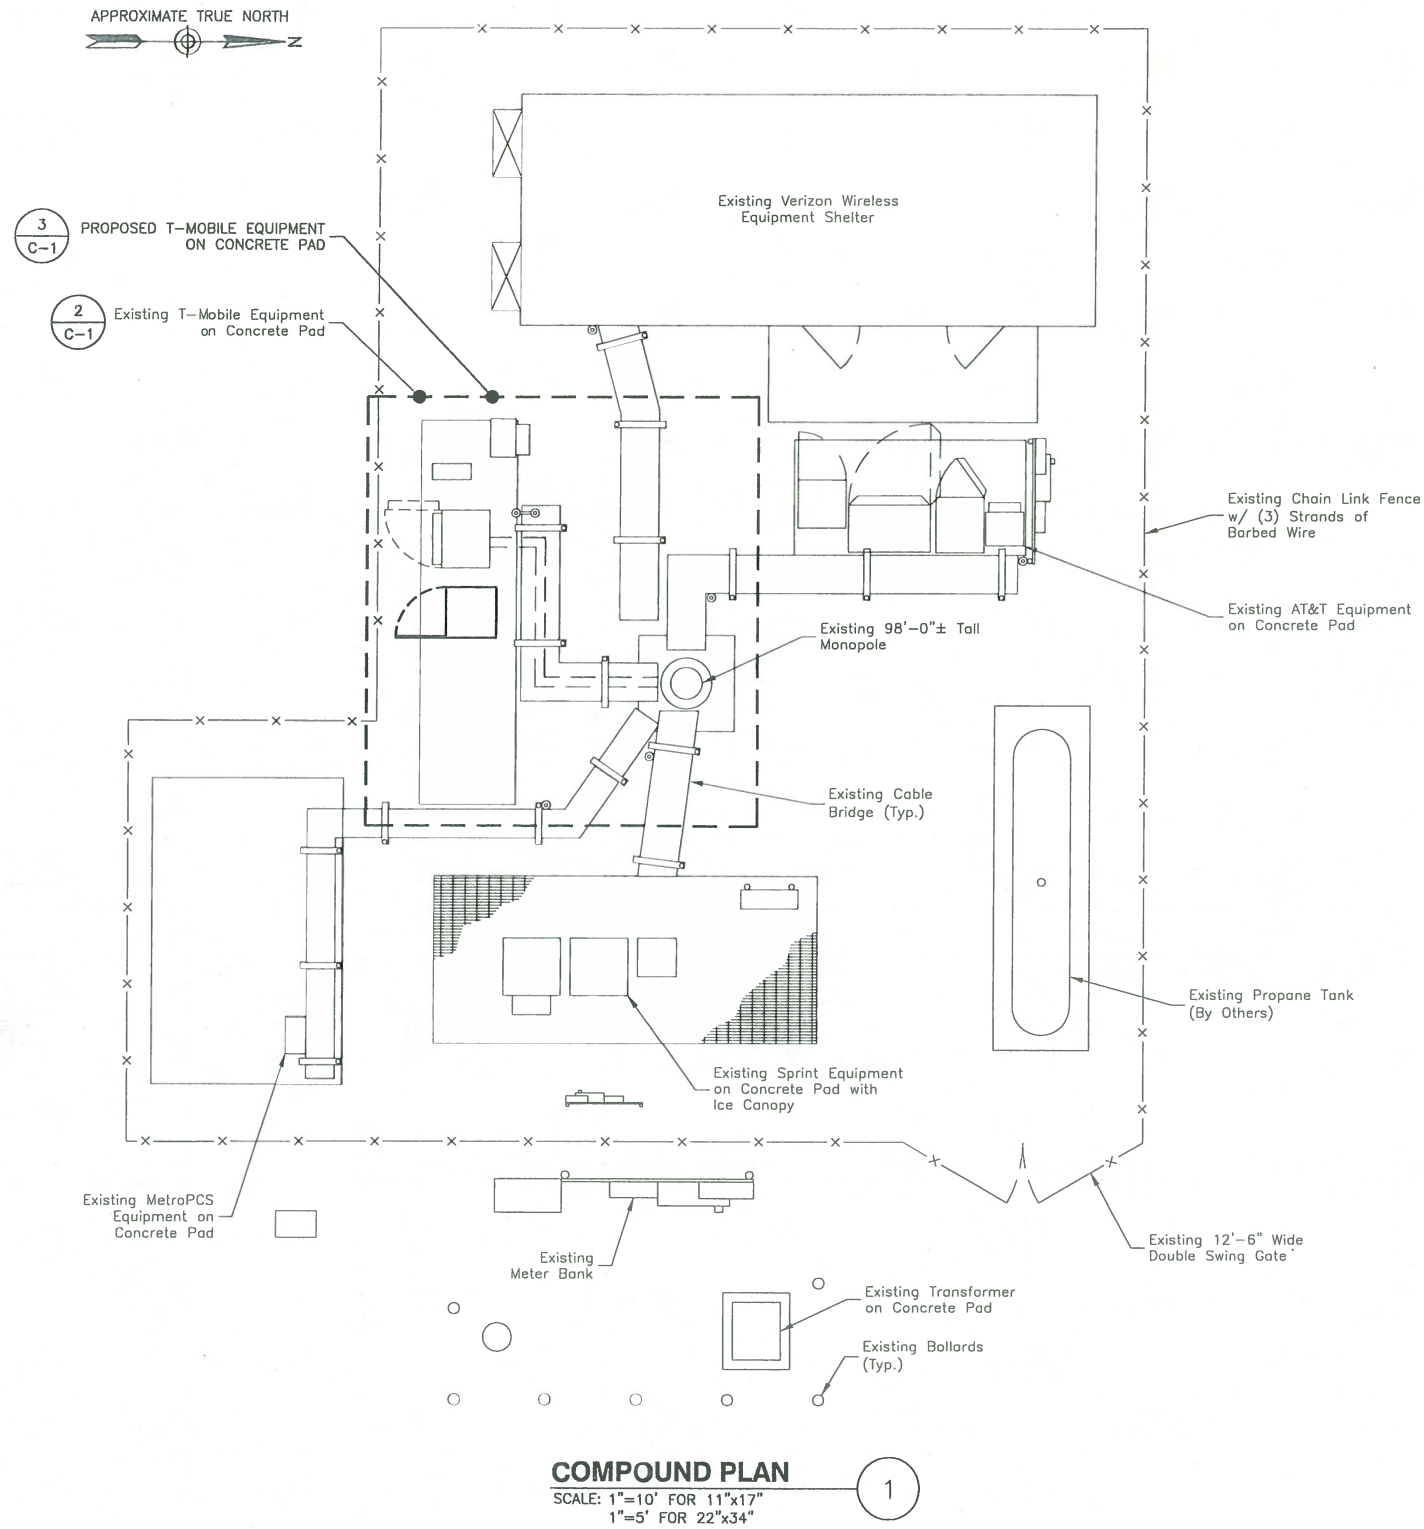 APPROXIMATE TRUE NORTH
N
Existing Verizon Wireless
Equipment Shelter
3
C-1
PROPOSED T-MOBILE EQUIPMENT
ON CONCRETE PAD
2
C-1
Existing T-Mobile Equipment
on Concrete Pad
Existing Chain Link Fence
w/ (3) Strands of
Barbed Wire
Existing AT&T Equipment
on Concrete Pad
Existing 98'-0"± Tall
Monopole
Existing Cable
Bridge (Typ.)
Existing Propane Tank
(By Others)
Existing Sprint Equipment
on Concrete Pad with
Ice Canopy
Existing MetroPCS
Equipment on
Concrete Pad
Existing 12'-6" Wide
Double Swing Gate
Existing
Meter Bank
Existing Transformer
on Concrete Pad
Existing Bollards
(Typ.)
COMPOUND PLAN
SCALE: 1"=10' FOR 11"x17"
1"=5' FOR 22"x34"
1